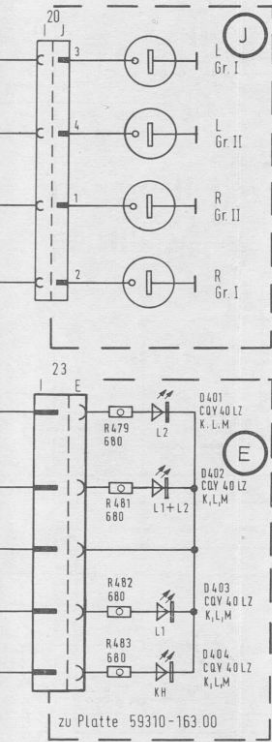 20
I J
J
3
L
Gr. I
4
L
Gr. II
1
R
Gr. II
2
R
Gr. I
23
I E
E
R479
680
L2
D401
CQY 40 LZ
K.L.M
R481
680
L1+L2
D402
CQY 40 LZ
K,L,M
R482
680
L1
D403
CQY 40 LZ
K,L,M
R483
680
KH
D404
CQY 40 LZ
K,L,M
zu Platte 59310-163.00